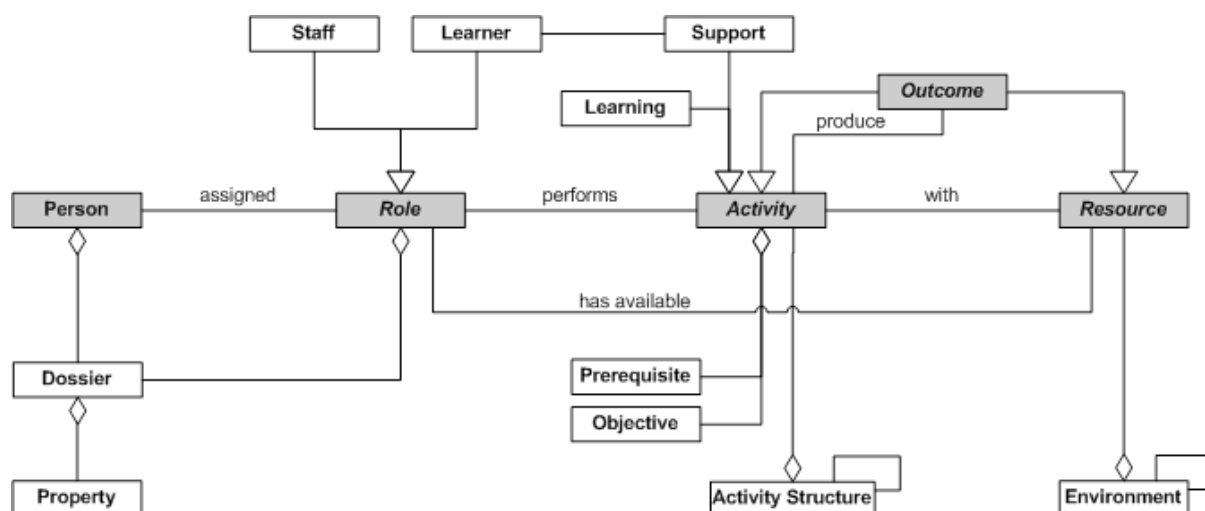 Staff
Learner
Support
Outcome
Learning
produce
Person
assigned
Role
performs
Activity
with
Resource
has available
Dossier
Prerequisite
Objective
Property
Activity Structure
Environment